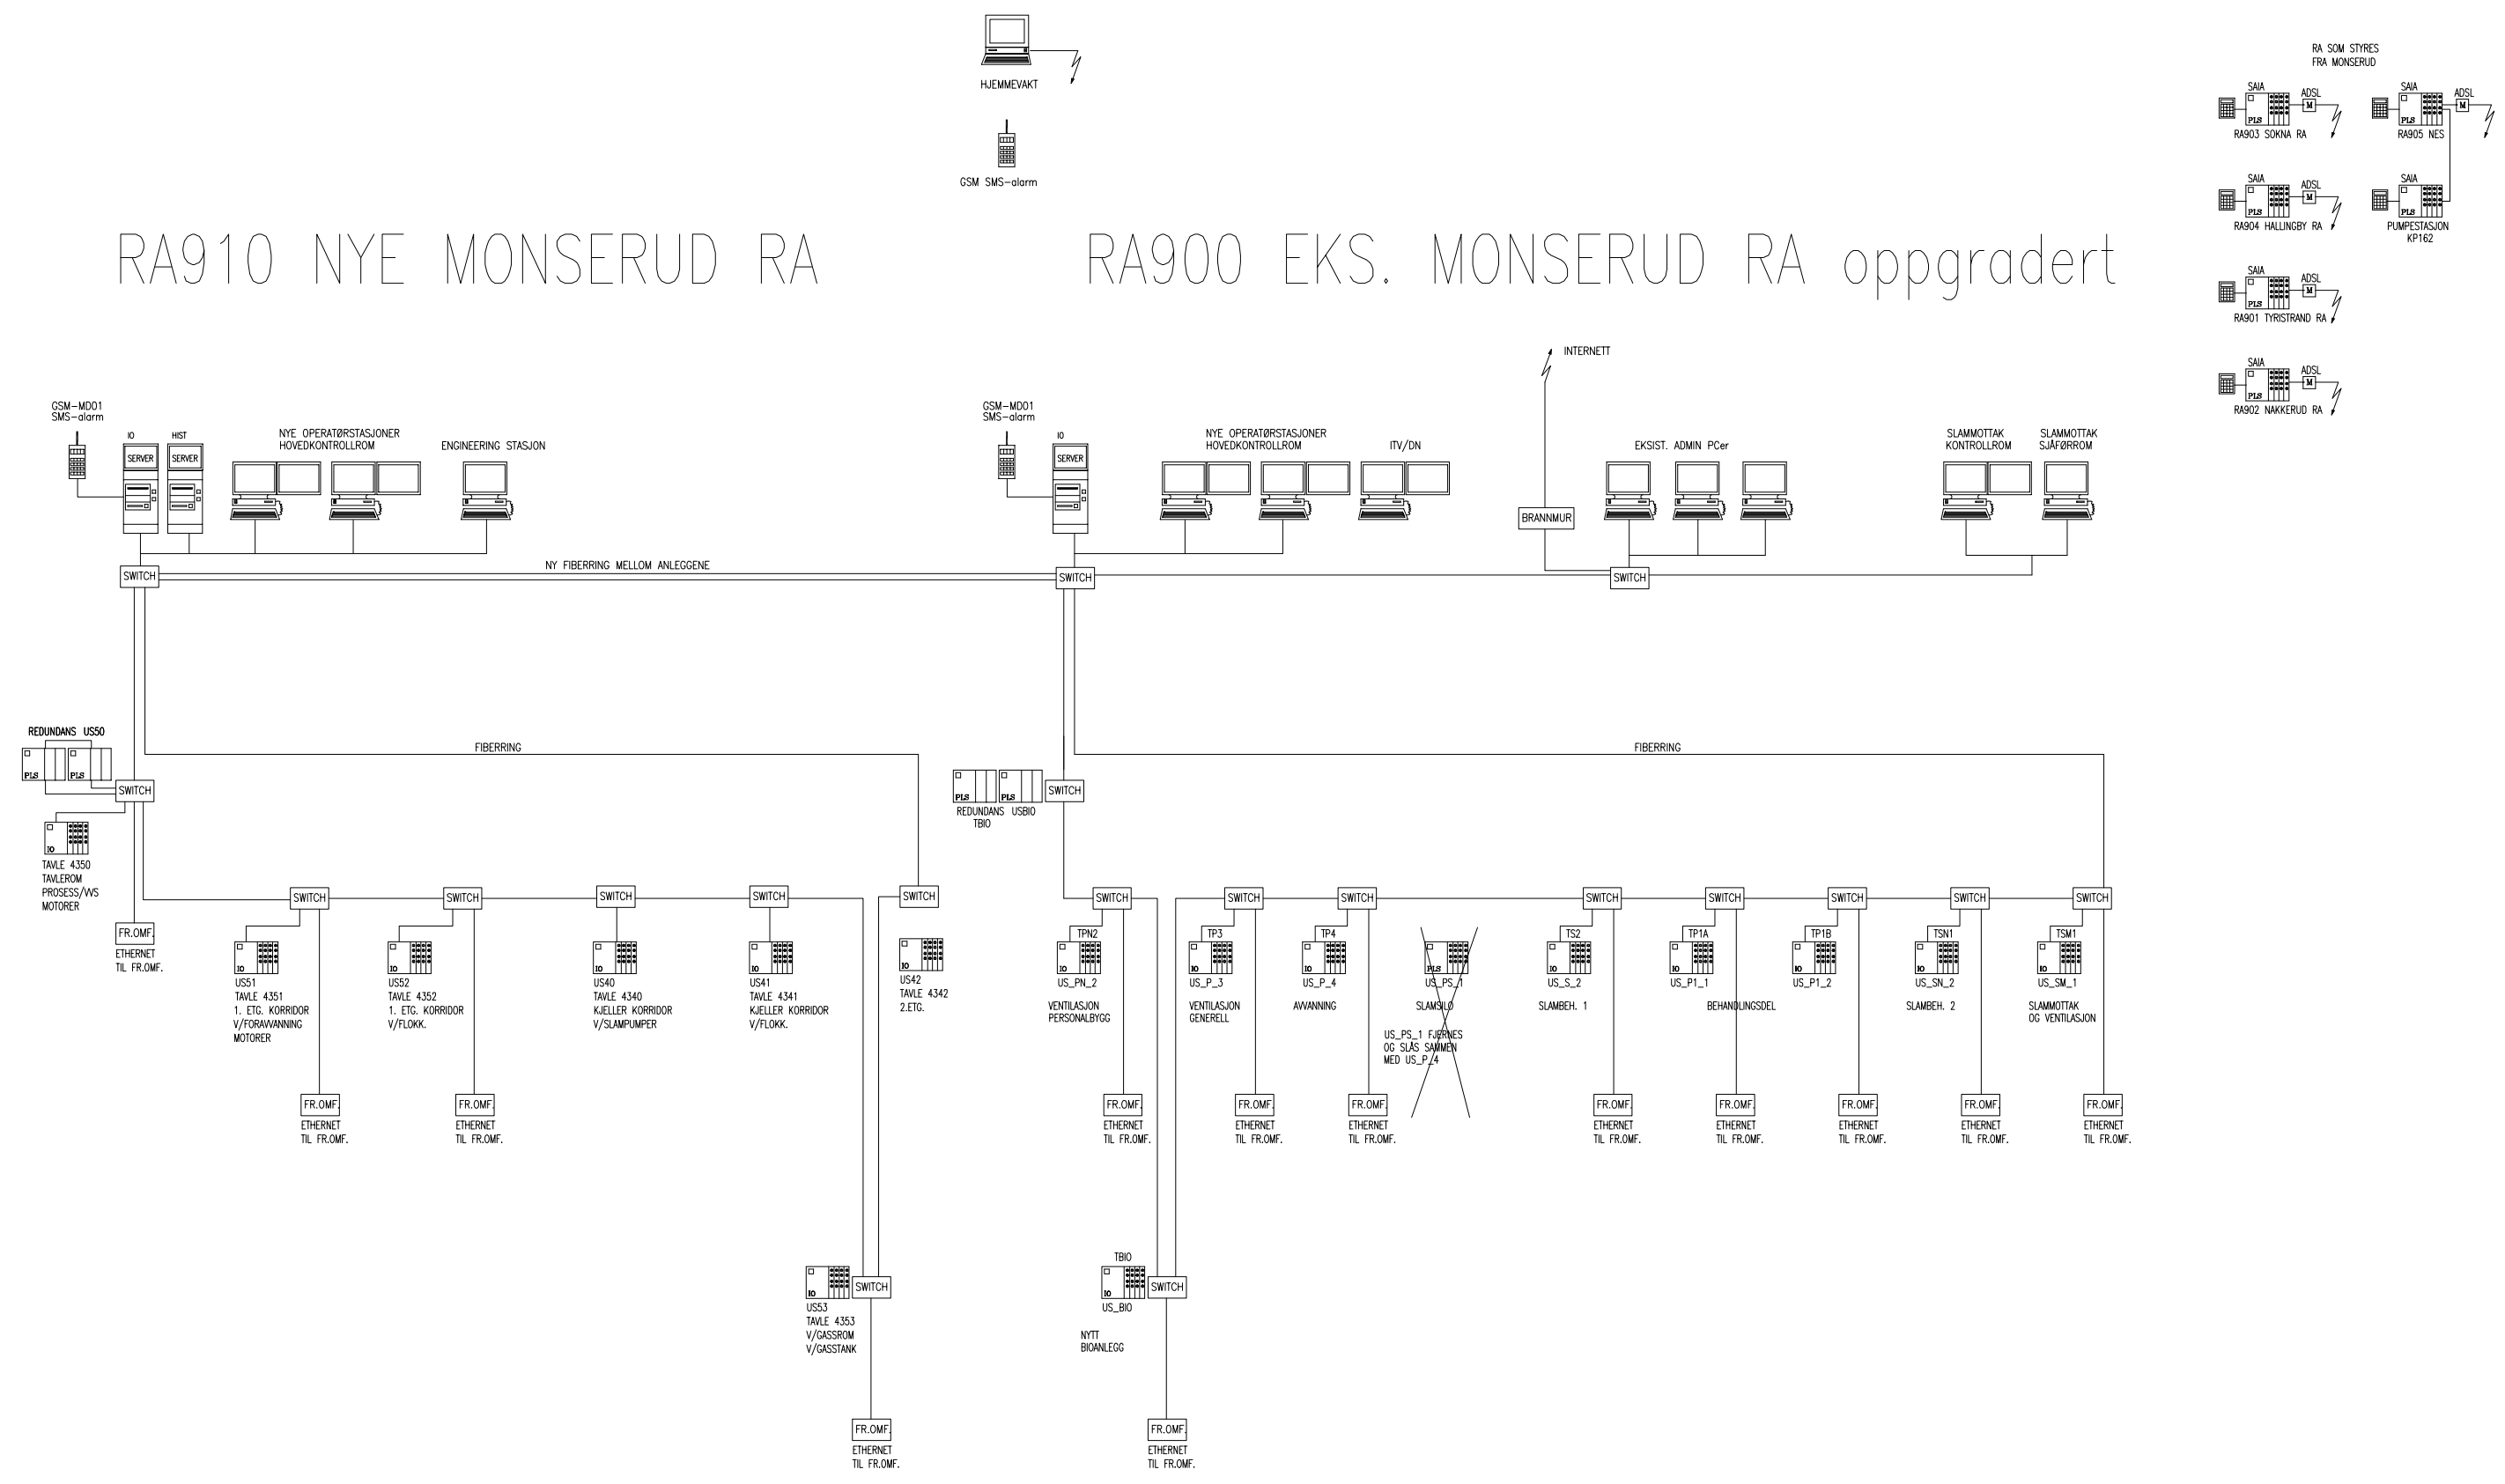 HJEMMEVAKT
GSM SMS-alarm
RA SOM STYRES
FRA MONSERUD
SAIA
ADSL
M
PLS
RA903 SOKNA RA
SAIA
ADSL
M
PLS
RA905 NES
SAIA
ADSL
M
PLS
RA904 HALLINGBY RA
SAIA
PLS
PUMPESTASJON
KP162
SAIA
ADSL
M
PLS
RA901 TYRISTRAND RA
SAIA
ADSL
M
PLS
RA902 NAKKERUD RA
RA910 NYE MONSERUD RA
RA900 EKS. MONSERUD RA oppgradert
GSM-MD01
SMS-alarm
IO
SERVER
HIST
SERVER
NYE OPERATØRSTASJONER
HOVEDKONTROLLROM
ENGINEERING STASJON
GSM-MD01
SMS-alarm
IO
SERVER
NYE OPERATØRSTASJONER
HOVEDKONTROLLROM
ITV/DN
INTERNETT
BRANNMUR
EKSIST. ADMIN PCer
SLAMMOTTAK
KONTROLLROM
SLAMMOTTAK
SJÅFØRROM
SWITCH
NY FIBERRING MELLOM ANLEGGENE
SWITCH
SWITCH
REDUNDANS US50
PLS
PLS
SWITCH
FIBERRING
IO
TAVLE 4350
TAVLEROM
PROSESS/VVS
MOTORER
FR.OMF.
ETHERNET
TIL FR.OMF.
SWITCH
SWITCH
SWITCH
SWITCH
SWITCH
IO
US51
TAVLE 4351
1. ETG. KORRIDOR
V/FORAVVANNING
MOTORER
IO
US52
TAVLE 4352
1. ETG. KORRIDOR
V/FLOKK.
IO
US40
TAVLE 4340
KJELLER KORRIDOR
V/SLAMPUMPER
IO
US41
TAVLE 4341
KJELLER KORRIDOR
V/FLOKK.
IO
US42
TAVLE 4342
2.ETG.
FR.OMF.
ETHERNET
TIL FR.OMF.
FR.OMF.
ETHERNET
TIL FR.OMF.
IO
SWITCH
US53
TAVLE 4353
V/GASSROM
V/GASSTANK
FR.OMF.
ETHERNET
TIL FR.OMF.
PLS
PLS
SWITCH
REDUNDANS USBIO
TBIO
FIBERRING
SWITCH
SWITCH
SWITCH
SWITCH
SWITCH
SWITCH
SWITCH
SWITCH
TPN2
IO
US_PN_2
VENTILASJON
PERSONALBYGG
TP3
IO
US_P_3
VENTILASJON
GENERELL
TP4
IO
US_P_4
AVVANNING
PLS
US_PS_1
SLAMSILO
US_PS_1 FJERNES
OG SLÅS SAMMEN
MED US_P_4
TS2
IO
US_S_2
SLAMBEH. 1
TP1A
IO
US_P1_1
BEHANDLINGSDEL
TP1B
IO
US_P1_2
TSN1
IO
US_SN_2
SLAMBEH. 2
TSM1
IO
US_SM_1
SLAMMOTTAK
OG VENTILASJON
FR.OMF.
ETHERNET
TIL FR.OMF.
FR.OMF.
ETHERNET
TIL FR.OMF.
FR.OMF.
ETHERNET
TIL FR.OMF.
FR.OMF.
ETHERNET
TIL FR.OMF.
FR.OMF.
ETHERNET
TIL FR.OMF.
FR.OMF.
ETHERNET
TIL FR.OMF.
FR.OMF.
ETHERNET
TIL FR.OMF.
FR.OMF.
ETHERNET
TIL FR.OMF.
TBIO
IO
SWITCH
US_BIO
NYTT
BIOANLEGG
FR.OMF.
ETHERNET
TIL FR.OMF.